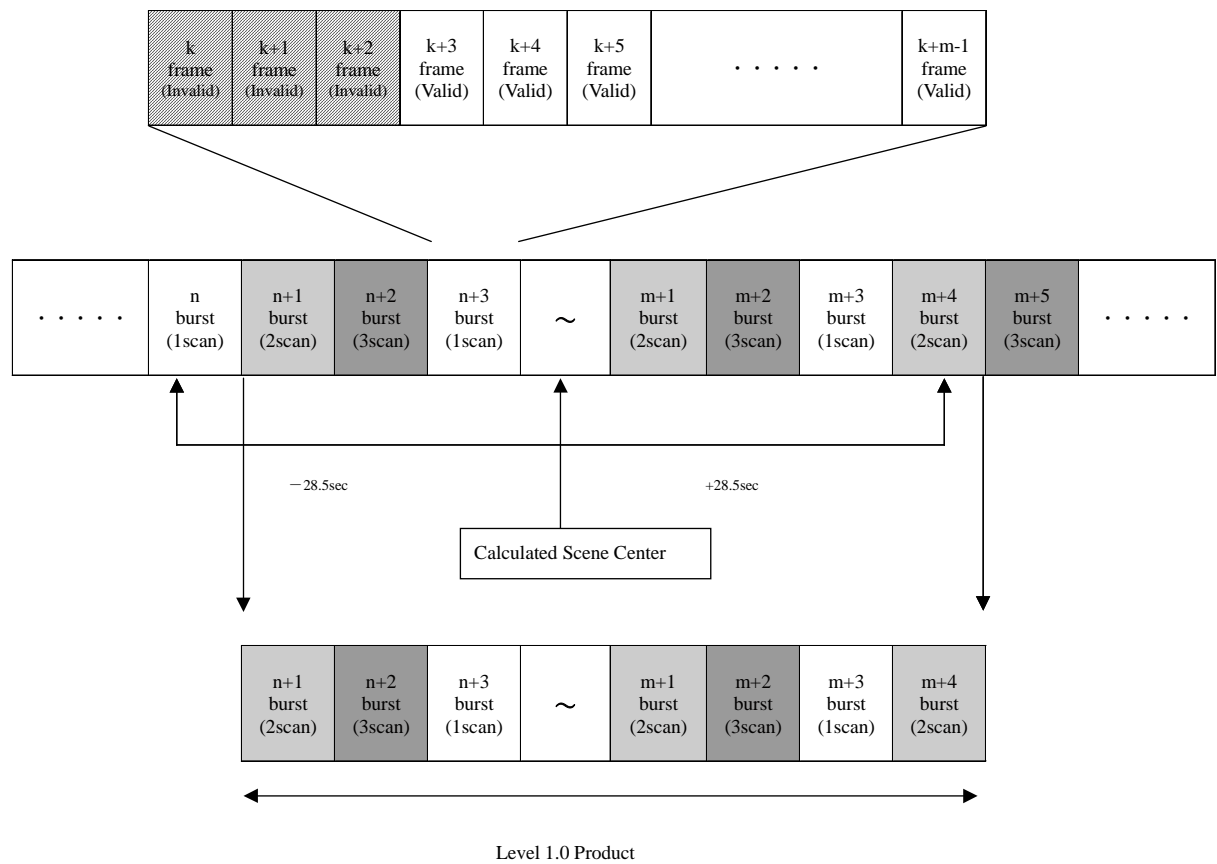 k
frame
(Invalid)
k+1
frame
(Invalid)
k+2
frame
(Invalid)
k+3
frame
(Valid)
k+4
frame
(Valid)
k+5
frame
(Valid)
· · · · ·
k+m-1
frame
(Valid)
· · · · ·
n
burst
(1scan)
n+1
burst
(2scan)
n+2
burst
(3scan)
n+3
burst
(1scan)
~
m+1
burst
(2scan)
m+2
burst
(3scan)
m+3
burst
(1scan)
m+4
burst
(2scan)
m+5
burst
(3scan)
· · · · ·
－28.5sec
+28.5sec
Calculated Scene Center
n+1
burst
(2scan)
n+2
burst
(3scan)
n+3
burst
(1scan)
~
m+1
burst
(2scan)
m+2
burst
(3scan)
m+3
burst
(1scan)
m+4
burst
(2scan)
Level 1.0 Product